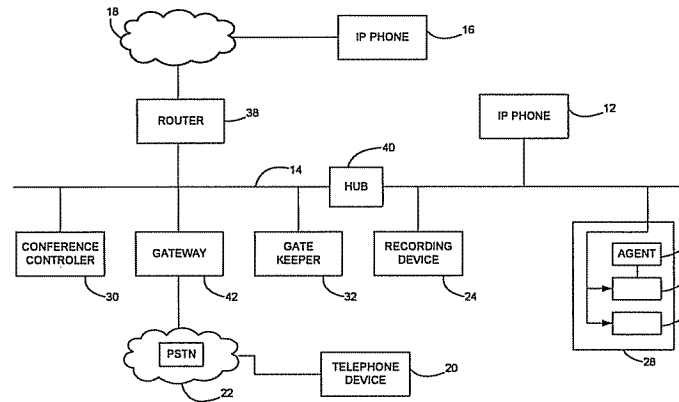 18
IP PHONE
16
ROUTER
38
IP PHONE
12
40
14
HUB
CONFERENCE
CONTROLER
30
GATEWAY
42
GATE
KEEPER
32
RECORDING
DEVICE
24
AGENT
28
PSTN
22
TELEPHONE
DEVICE
20